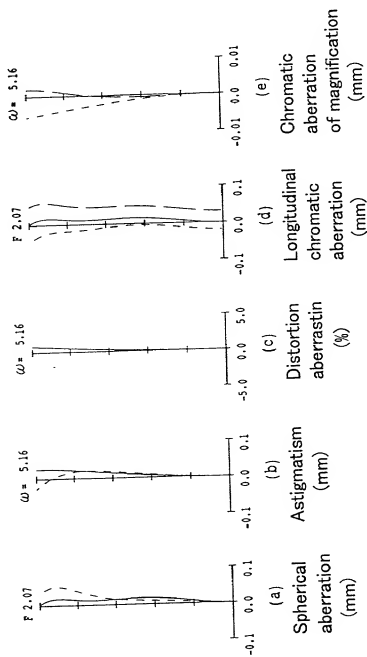 F 2.07
-0.1 0.0 0.1
(a)
Spherical
aberration
(mm)
ω= 5.16
-0.1 0.0 0.1
(b)
Astigmatism
(mm)
ω= 5.16
-5.0 0.0 5.0
(c)
Distortion
aberrastin
(%)
F 2.07
-0.1 0.0 0.1
(d)
Longitudinal
chromatic
aberration
(mm)
ω= 5.16
-0.01 0.0 0.01
(e)
Chromatic
aberration
of magnification
(mm)